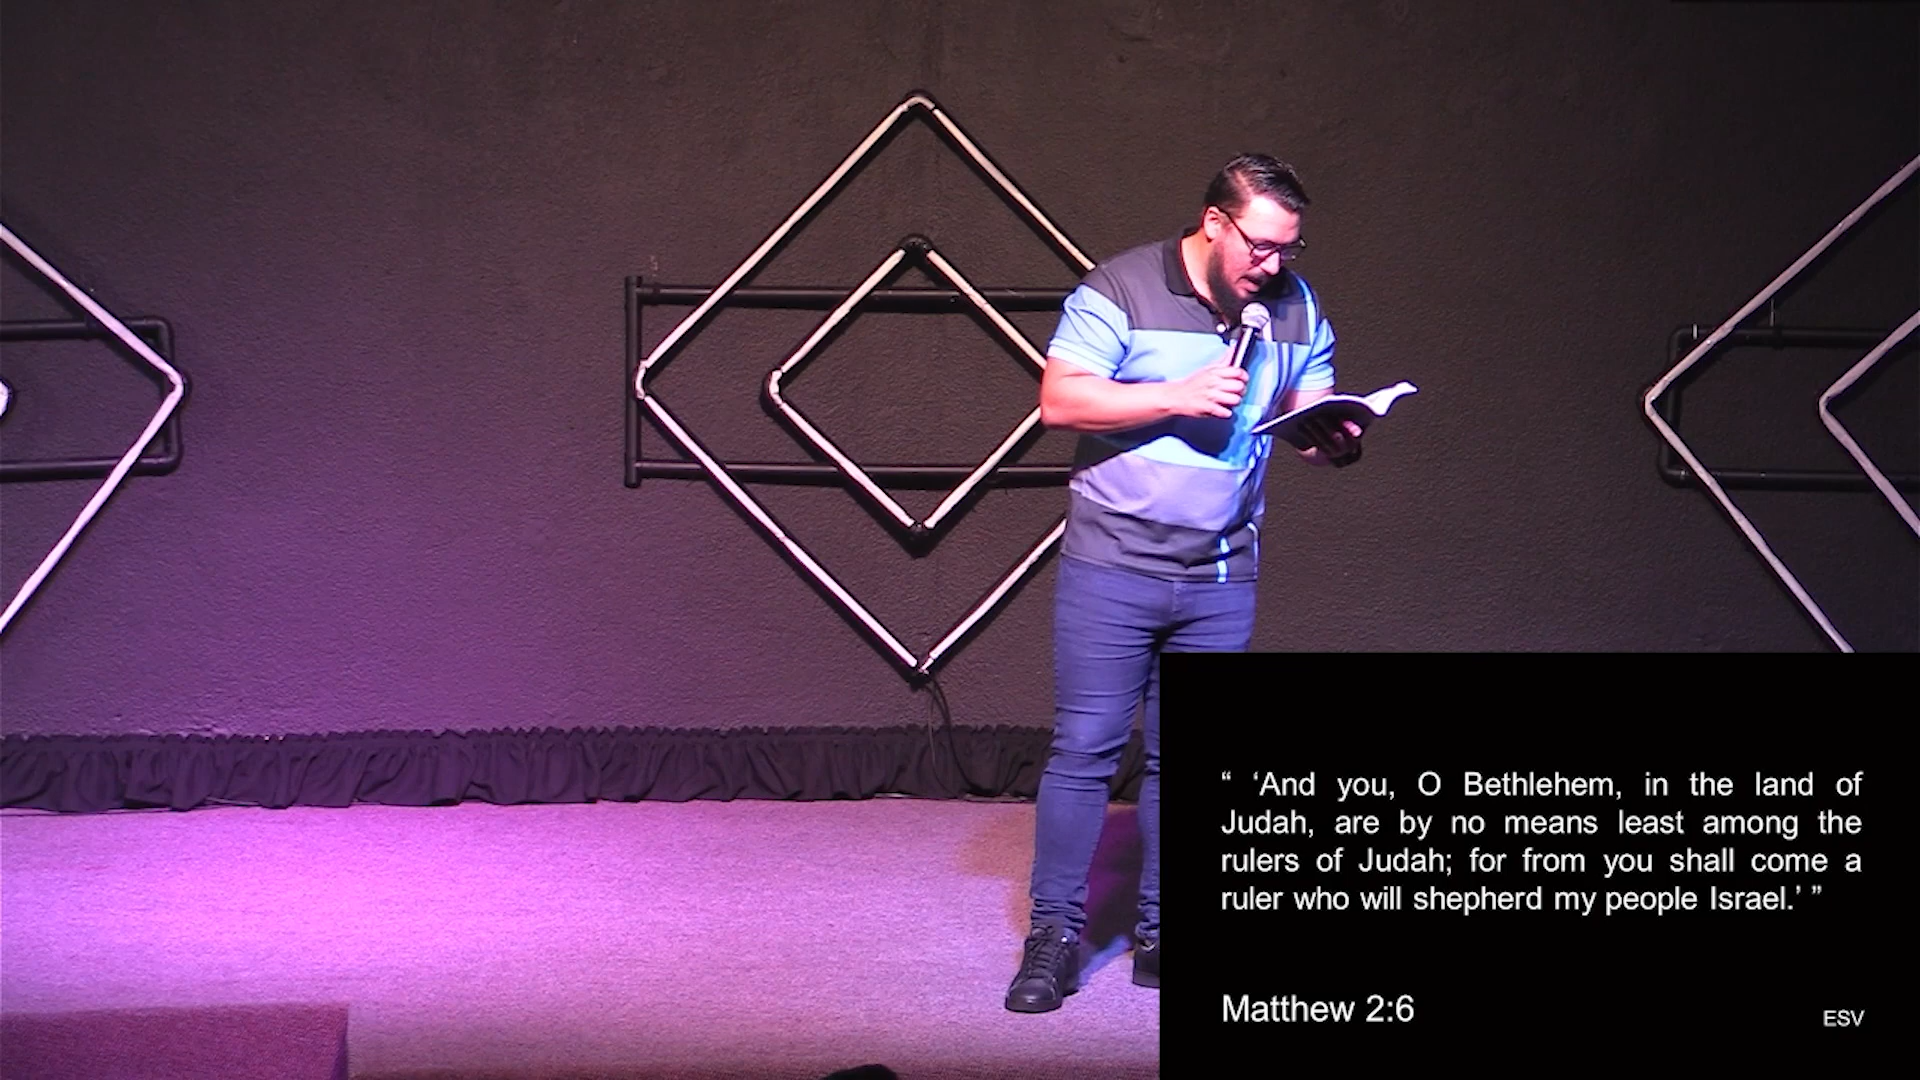 “ ‘And you, O Bethlehem, in the land of
Judah, are by no means least among the
rulers of Judah; for from you shall come a
ruler who will shepherd my people Israel.’ ”
Matthew 2:6
ESV